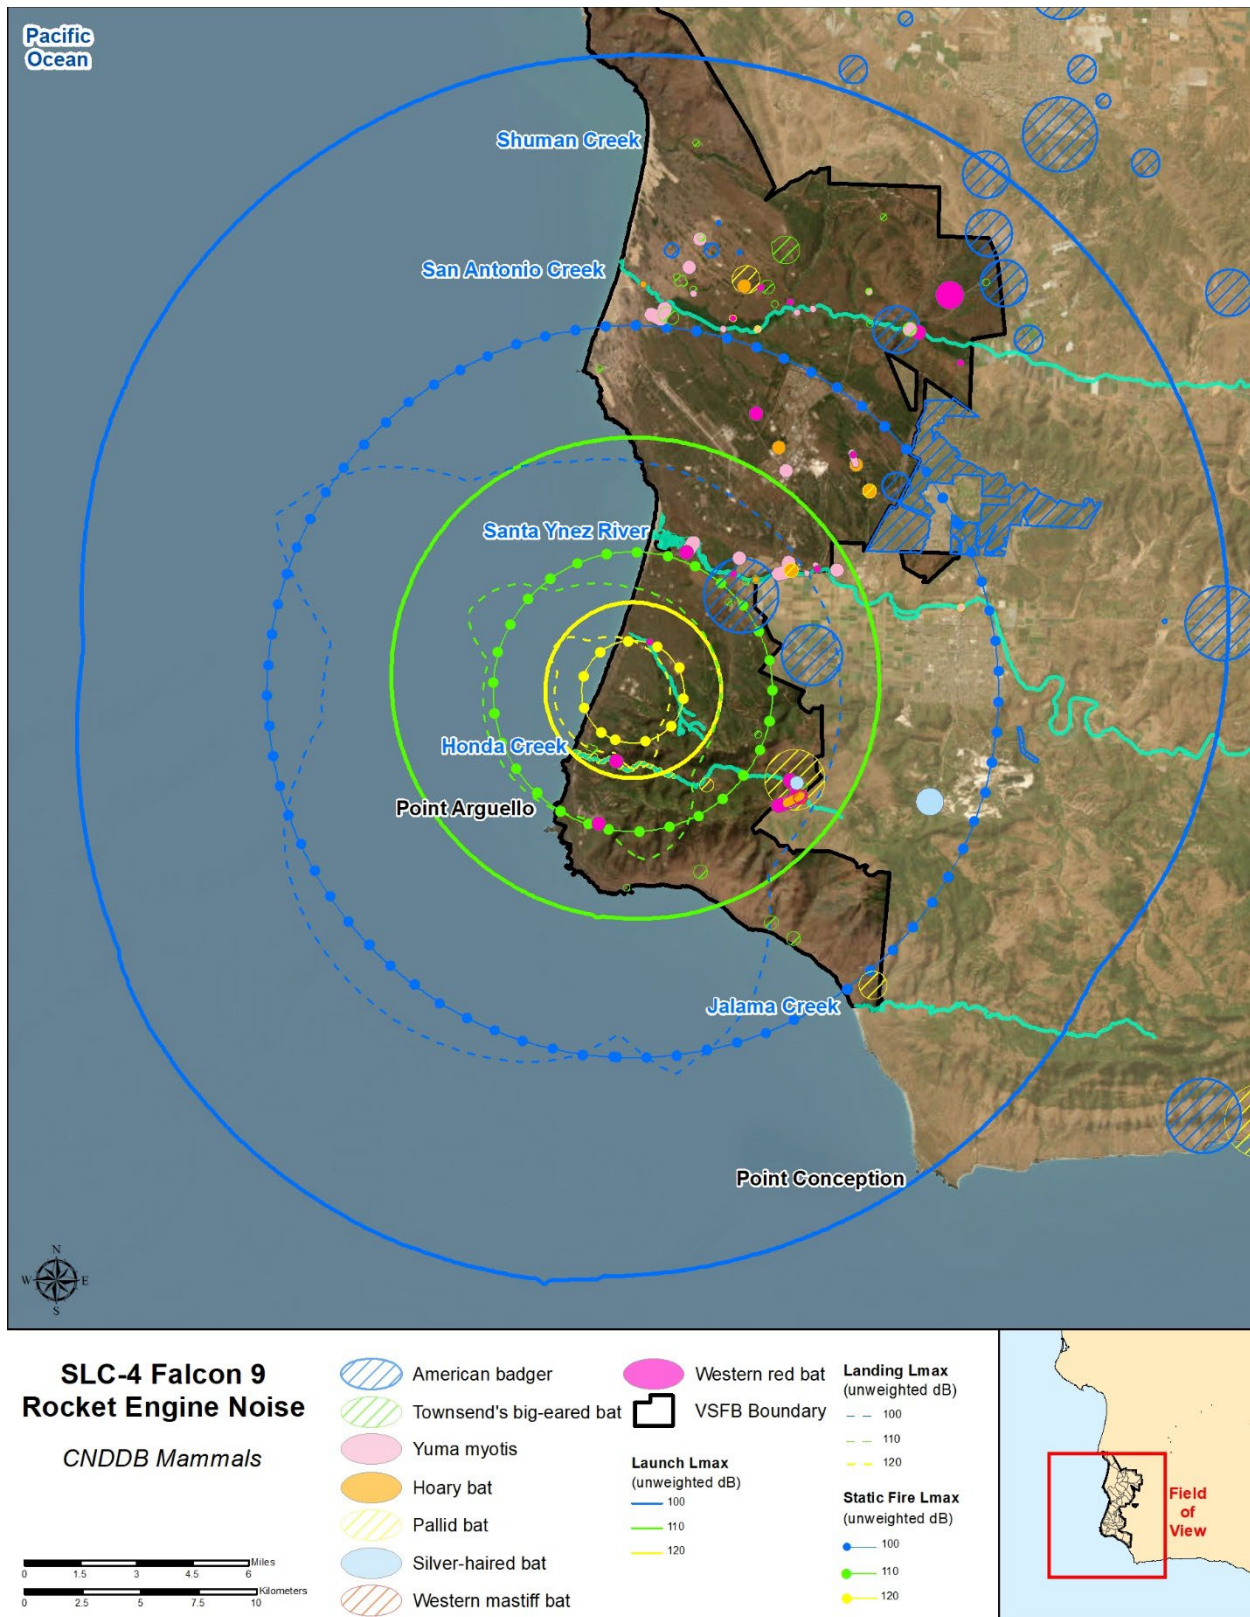 Pacific
Ocean
Shuman Creek
San Antonio Creek
Santa Ynez River
Honda Creek
Point Arguello
Jalama Creek
Point Conception
N
W E
S
SLC-4 Falcon 9
Rocket Engine Noise
CNDDB Mammals
Miles
0 1.5 3 4.5 6
Kilometers
0 2.5 5 7.5 10
American badger
Townsend's big-eared bat
Yuma myotis
Hoary bat
Pallid bat
Silver-haired bat
Western mastiff bat
Western red bat
VSFB Boundary
Launch Lmax
(unweighted dB)
100
110
120
Landing Lmax
(unweighted dB)
100
110
120
Static Fire Lmax
(unweighted dB)
100
110
120
Field
of
View